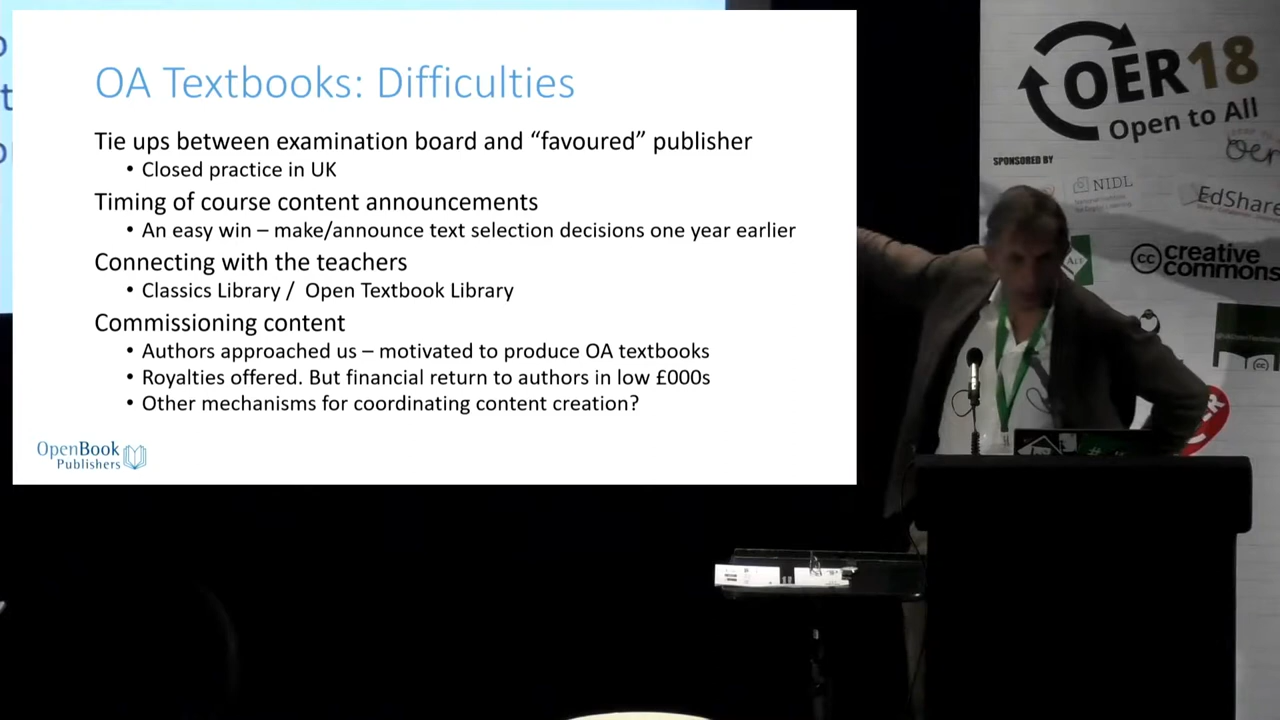 OA Textbooks: Difficulties
Tie ups between examination board and “favoured” publisher
• Closed practice in UK
Timing of course content announcements
• An easy win – make/announce text selection decisions one year earlier
Connecting with the teachers
• Classics Library / Open Textbook Library
Commissioning content
• Authors approached us – motivated to produce OA textbooks
• Royalties offered. But financial return to authors in low £000s
• Other mechanisms for coordinating content creation?
OpenBook
Publishers
OER18
Open to All
oer
SPONSORED BY
NIDL
EdShare
cc creative
commons